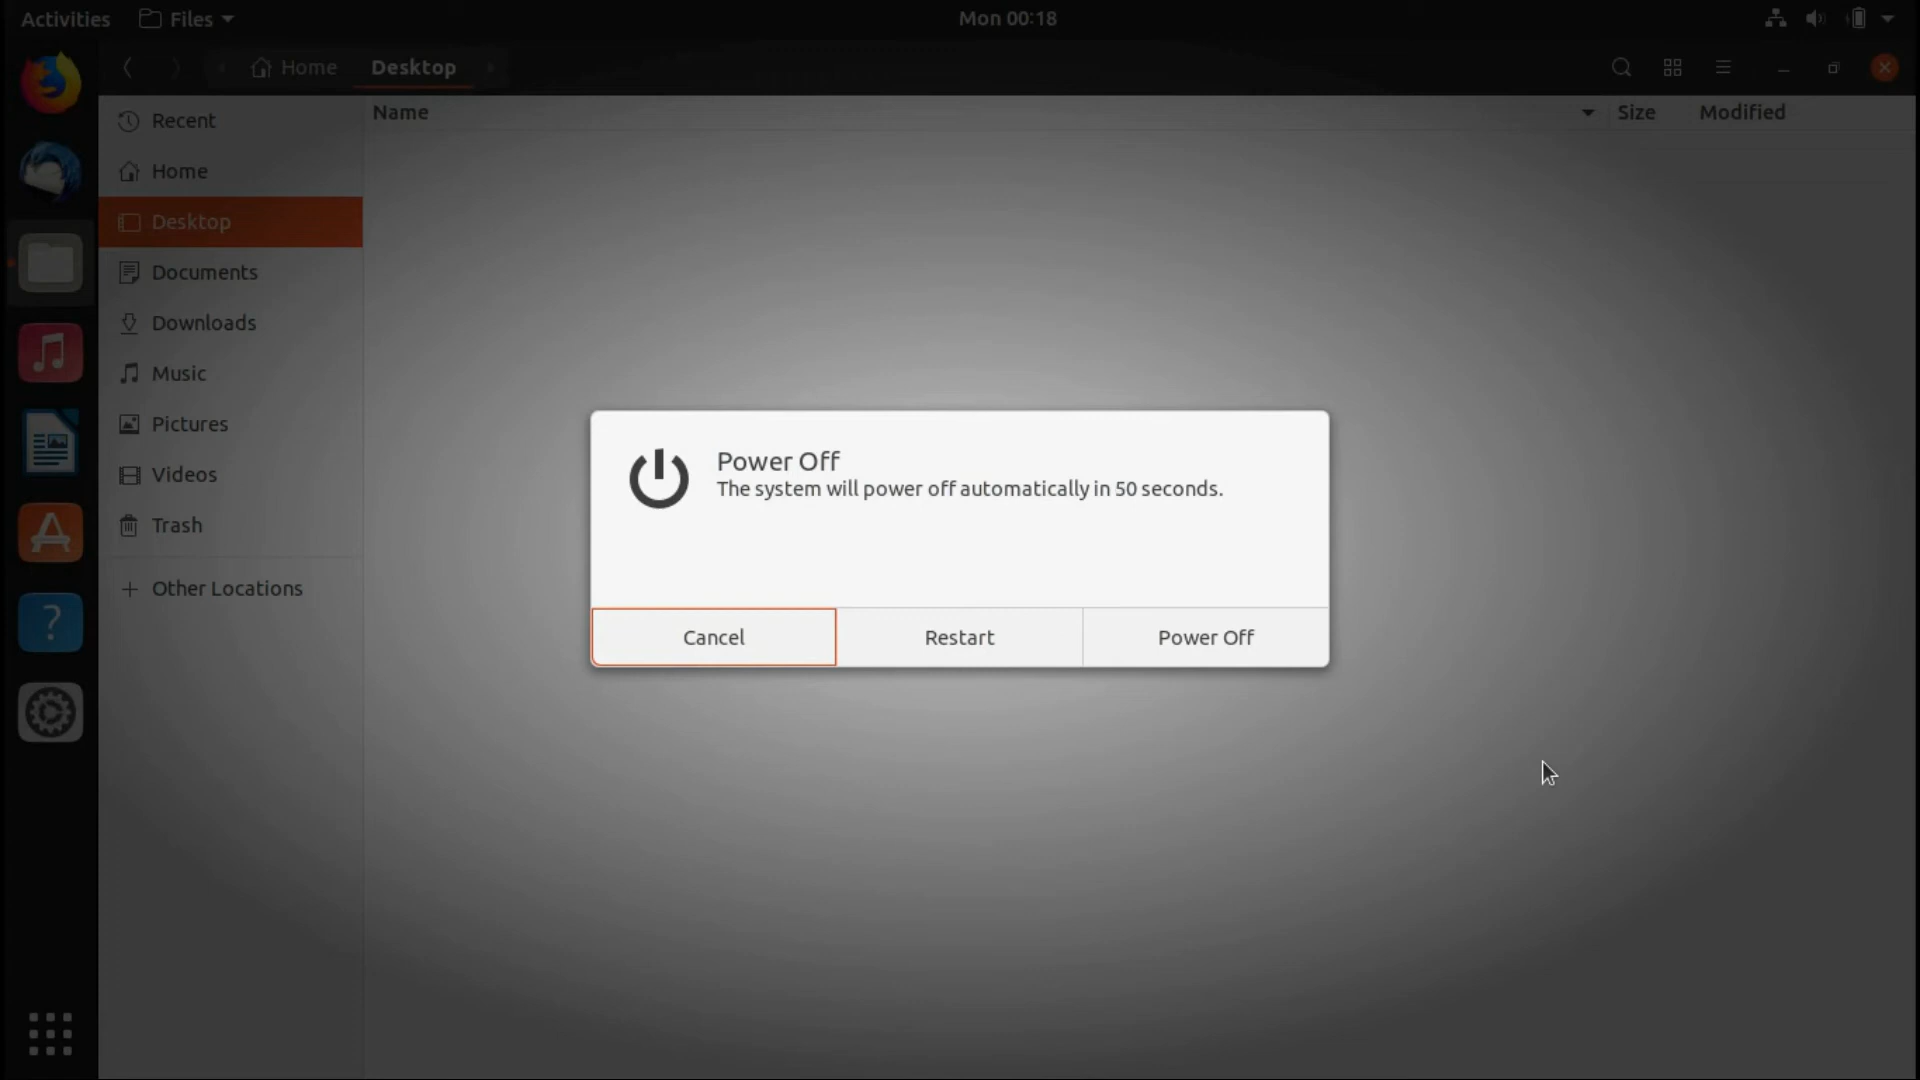 Activities Files Mon 00:18
Home Desktop
Name Size Modified
Recent
Home
Desktop
Documents
Downloads
Music
Pictures
Videos
Trash
Other Locations
Power Off
The system will power off automatically in 50 seconds.
Cancel Restart Power Off